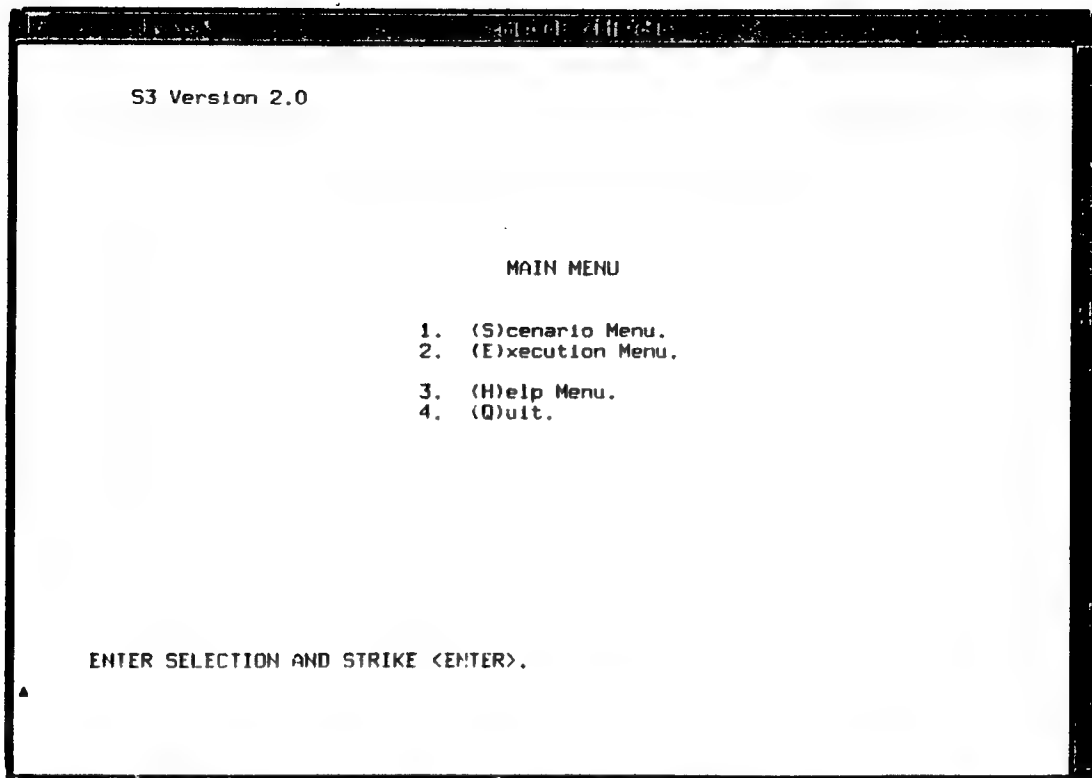 S3 Version 2.0
MAIN MENU
1. (S)cenario Menu.
2. (E)xecution Menu.
3. (H)elp Menu.
4. (Q)uit.
ENTER SELECTION AND STRIKE <ENTER>.